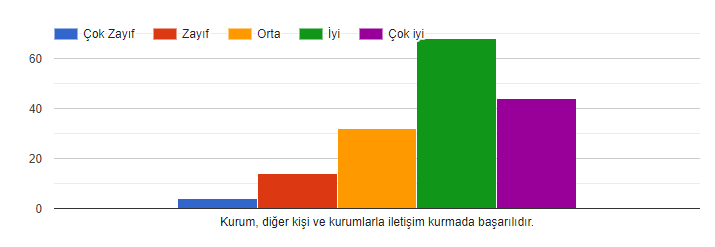 Çok Zayıf Zayıf Orta İyi Çok iyi
60
40
20
0
Kurum, diğer kişi ve kurumlarla iletişim kurmada başarılıdır.